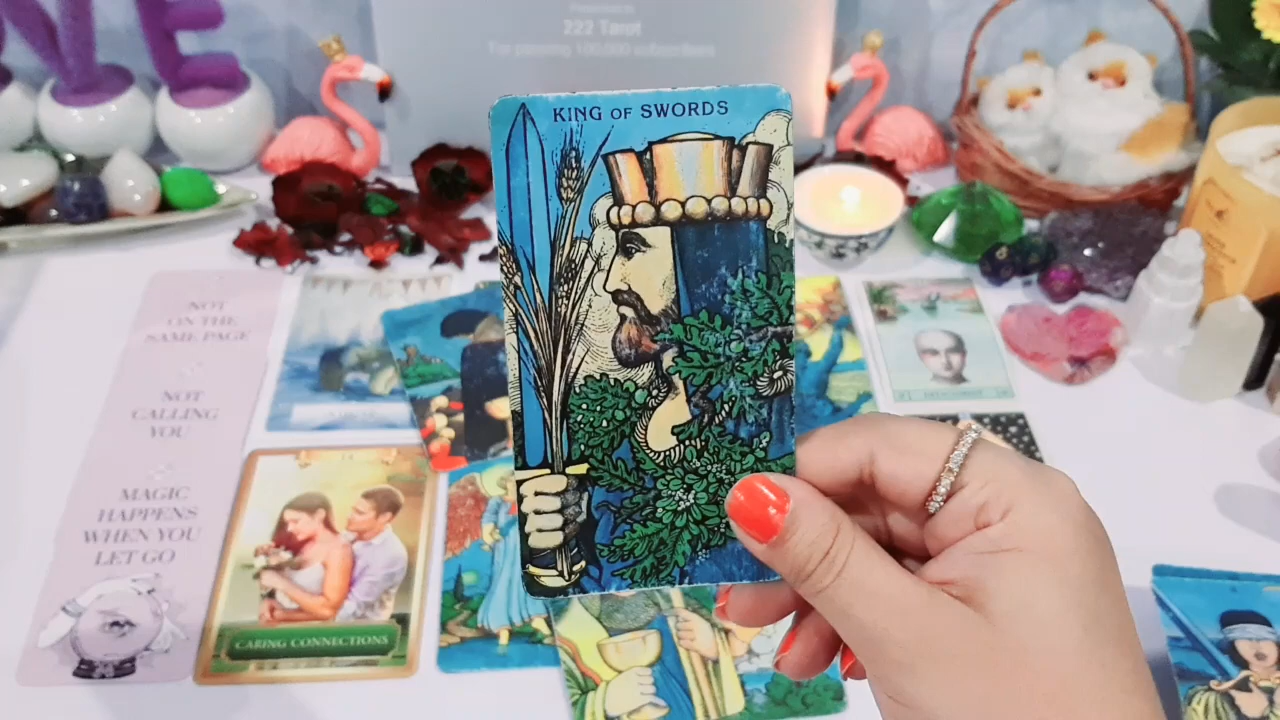 222 Tarot
For passing 100,000 subscribers
KING OF SWORDS
NOT
ON THE
SAME PAGE
NOT
CALLING
YOU
MAGIC
HAPPENS
WHEN YOU
LET GO
CARING CONNECTIONS